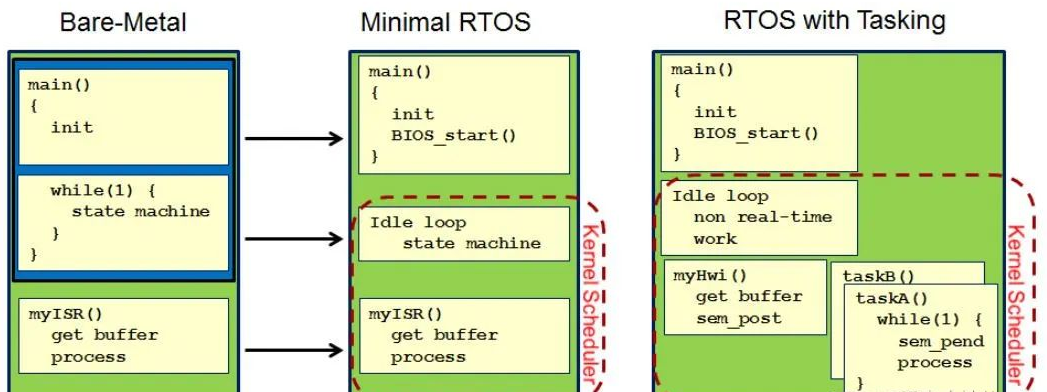 Bare-Metal
main()
{
init
while(1) {
state machine
}
}
myISR()
get buffer
process
Minimal RTOS
main()
{
init
BIOS_start()
}
Idle loop
state machine
myISR()
get buffer
process
Kernel Scheduler
RTOS with Tasking
main()
{
init
BIOS_start()
}
Idle loop
non real-time
work
myHwi()
get buffer
sem_post
taskB()
taskA()
while(1) {
sem_pend
process
}
Kernel Scheduler